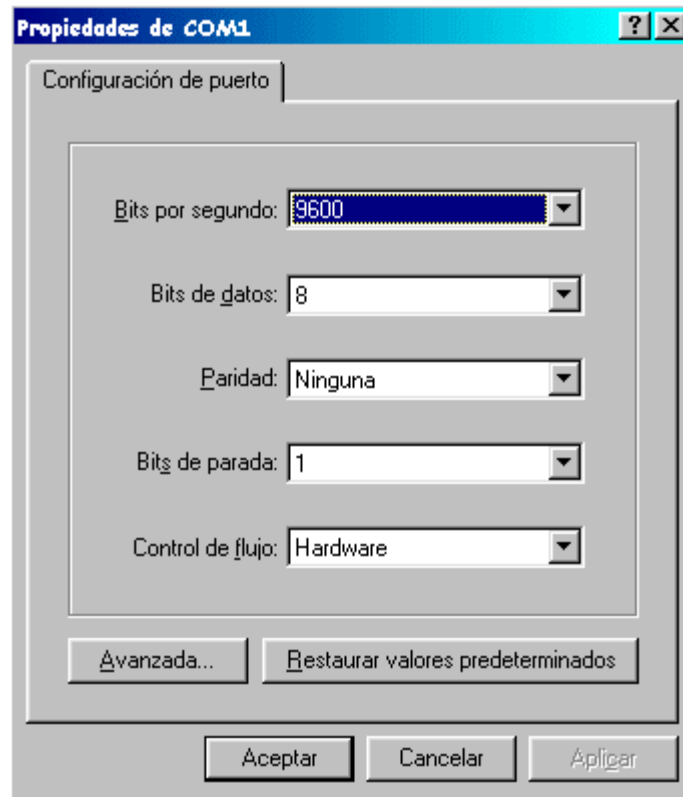 Propiedades de COM1
Configuración de puerto
Bits por segundo: 9600
Bits de datos: 8
Paridad: Ninguna
Bits de parada: 1
Control de flujo: Hardware
Avanzada... Restaurar valores predeterminados
Aceptar Cancelar Aplicar